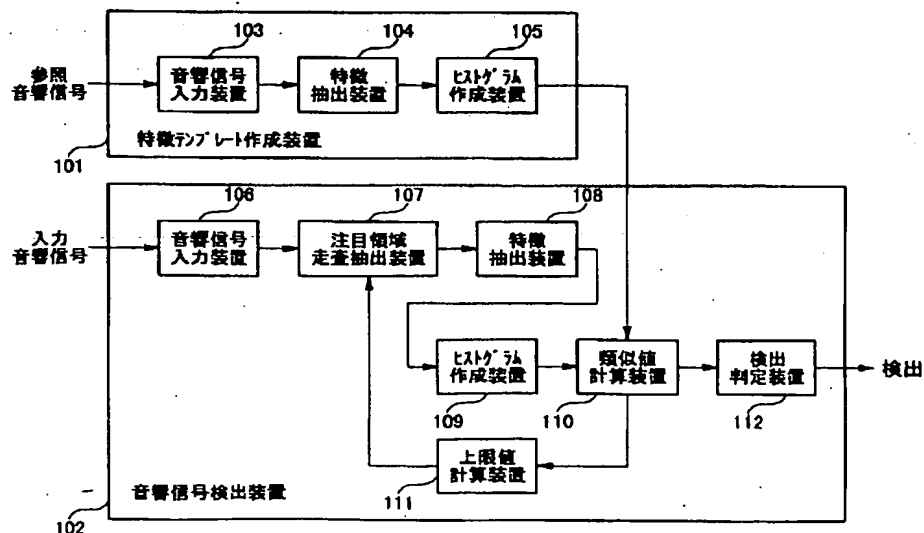 103
104
105
参照
音響信号
音響信号
入力装置
特徴
抽出装置
ﾋｽﾄｸﾞﾗﾑ
作成装置
特徴ﾃﾝﾌﾟﾚｰﾄ作成装置
101
106
107
108
入力
音響信号
音響信号
入力装置
注目領域
走査抽出装置
特徴
抽出装置
ﾋｽﾄｸﾞﾗﾑ
作成装置
類似値
計算装置
検出
判定装置
検出
109
110
112
上限値
計算装置
111
音響信号検出装置
102